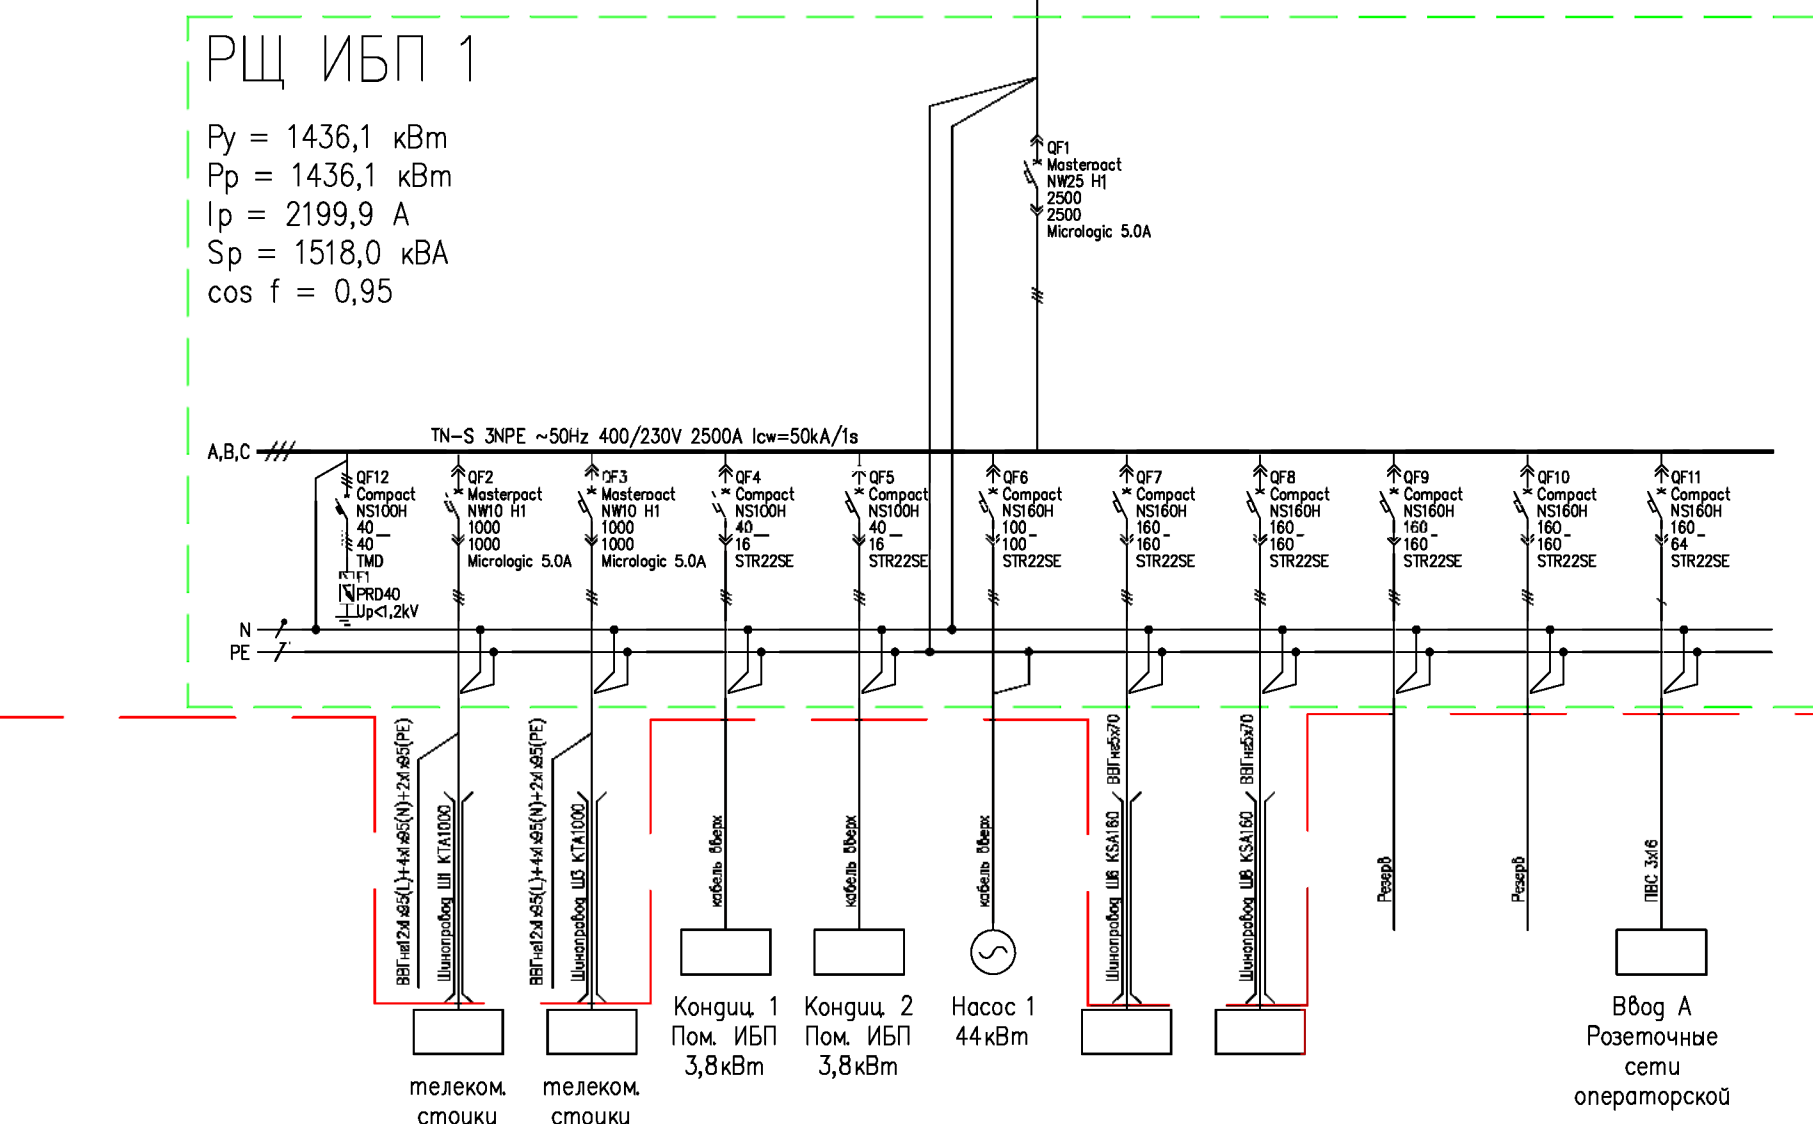 РЩ ИБП 1
Ру = 1436,1 кВт
Рр = 1436,1 кВт
Iр = 2199,9 А
Sр = 1518,0 кВА
cos f = 0,95
QF1
Masterpact
NW25 H1
2500
2500
Micrologic 5.0A
TN-S 3NPE ~50Hz 400/230V 2500A Icw=50kA/1s
A,B,C
QF12
Compact
NS100H
40
40
TMD
F1
PRD40
Up<1,2kV
QF2
Masterpact
NW10 H1
1000
1000
Micrologic 5.0A
QF3
Masterpact
NW10 H1
1000
1000
Micrologic 5.0A
QF4
Compact
NS100H
40
16
STR22SE
QF5
Compact
NS100H
40
16
STR22SE
QF6
Compact
NS160H
100
100
STR22SE
QF7
Compact
NS160H
160
160
STR22SE
QF8
Compact
NS160H
160
160
STR22SE
QF9
Compact
NS160H
160
160
STR22SE
QF10
Compact
NS160H
160
160
STR22SE
QF11
Compact
NS160H
160
64
STR22SE
N
PE
ВВГнг12х1х95(L)+4х1х95(N)+2х1х95(PE)
Шинопровод Ш1 КТА1000
ВВГнг12х1х95(L)+4х1х95(N)+2х1х95(PE)
Шинопровод Ш3 КТА1000
кабель вверх
кабель вверх
кабель вверх
ВВГнг5х70
Шинопровод Ш6 KSA160
ВВГнг5х70
Шинопровод Ш8 KSA160
Резерв
Резерв
ПВС 3х16
телеком.
стойки
телеком.
стойки
Кондиц. 1
Пом. ИБП
3,8кВт
Кондиц. 2
Пом. ИБП
3,8кВт
Насос 1
44кВт
Ввод А
Розеточные
сети
операторской